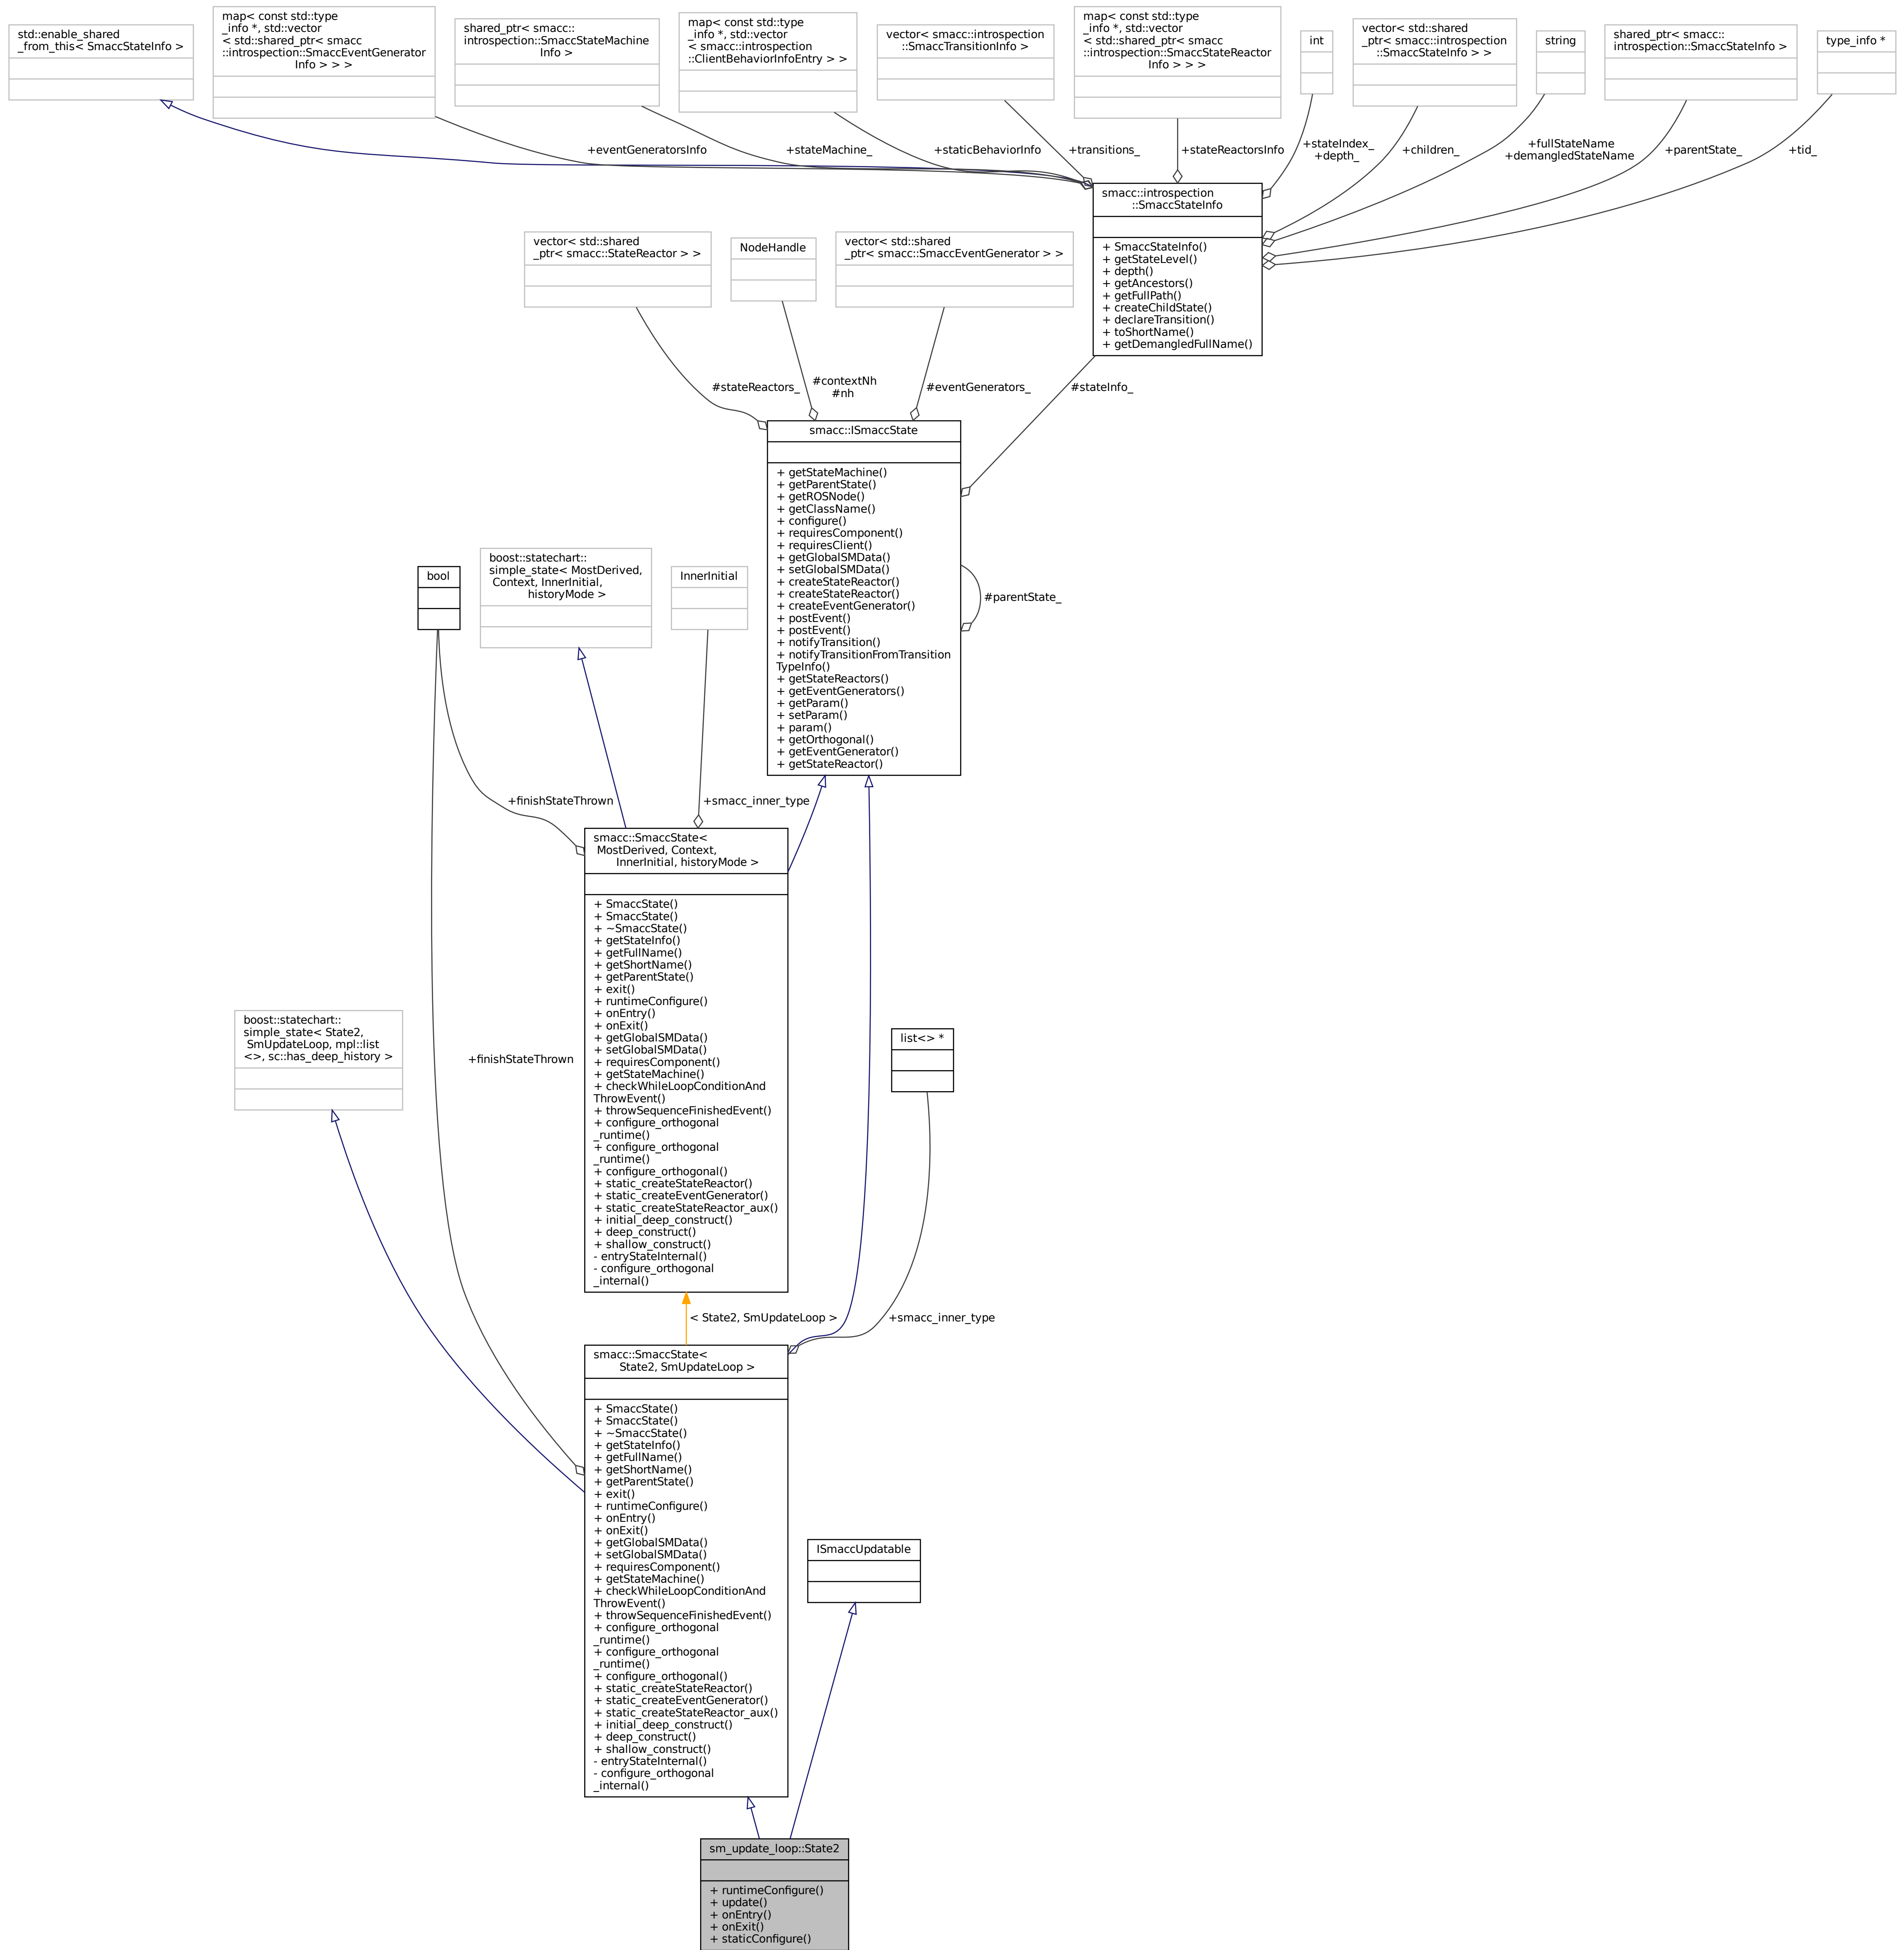 std::enable_shared
_from_this< SmaccStateInfo >
map< const std::type
_info *, std::vector
< std::shared_ptr< smacc
::introspection::SmaccEventGenerator
Info > > >
shared_ptr< smacc::
introspection::SmaccStateMachine
Info >
map< const std::type
_info *, std::vector
< smacc::introspection
::ClientBehaviorInfoEntry > >
vector< smacc::introspection
::SmaccTransitionInfo >
map< const std::type
_info *, std::vector
< std::shared_ptr< smacc
::introspection::SmaccStateReactor
Info > > >
int
vector< std::shared
_ptr< smacc::introspection
::SmaccStateInfo > >
string
shared_ptr< smacc::
introspection::SmaccStateInfo >
type_info *
+eventGeneratorsInfo
+stateMachine_
+staticBehaviorInfo
+transitions_
+stateReactorsInfo
+stateIndex_
+depth_
+children_
+fullStateName
+demangledStateName
+parentState_
+tid_
smacc::introspection
::SmaccStateInfo
+ SmaccStateInfo()
+ getStateLevel()
+ depth()
+ getAncestors()
+ getFullPath()
+ createChildState()
+ declareTransition()
+ toShortName()
+ getDemangledFullName()
vector< std::shared
_ptr< smacc::StateReactor > >
NodeHandle
vector< std::shared
_ptr< smacc::SmaccEventGenerator > >
#stateReactors_
#contextNh
#nh
#eventGenerators_
#stateInfo_
smacc::ISmaccState
+ getStateMachine()
+ getParentState()
+ getROSNode()
+ getClassName()
+ configure()
+ requiresComponent()
+ requiresClient()
+ getGlobalSMData()
+ setGlobalSMData()
+ createStateReactor()
+ createStateReactor()
+ createEventGenerator()
+ postEvent()
+ postEvent()
+ notifyTransition()
+ notifyTransitionFromTransition
TypeInfo()
+ getStateReactors()
+ getEventGenerators()
+ getParam()
+ setParam()
+ param()
+ getOrthogonal()
+ getEventGenerator()
+ getStateReactor()
#parentState_
bool
boost::statechart::
simple_state< MostDerived,
Context, InnerInitial,
historyMode >
InnerInitial
+finishStateThrown
+smacc_inner_type
smacc::SmaccState<
MostDerived, Context,
InnerInitial, historyMode >
+ SmaccState()
+ SmaccState()
+ ~SmaccState()
+ getStateInfo()
+ getFullName()
+ getShortName()
+ getParentState()
+ exit()
+ runtimeConfigure()
+ onEntry()
+ onExit()
+ getGlobalSMData()
+ setGlobalSMData()
+ requiresComponent()
+ getStateMachine()
+ checkWhileLoopConditionAnd
ThrowEvent()
+ throwSequenceFinishedEvent()
+ configure_orthogonal
_runtime()
+ configure_orthogonal
_runtime()
+ configure_orthogonal()
+ static_createStateReactor()
+ static_createEventGenerator()
+ static_createStateReactor_aux()
+ initial_deep_construct()
+ deep_construct()
+ shallow_construct()
- entryStateInternal()
- configure_orthogonal
_internal()
boost::statechart::
simple_state< State2,
SmUpdateLoop, mpl::list
<>, sc::has_deep_history >
+finishStateThrown
list<> *
< State2, SmUpdateLoop >
+smacc_inner_type
smacc::SmaccState<
State2, SmUpdateLoop >
+ SmaccState()
+ SmaccState()
+ ~SmaccState()
+ getStateInfo()
+ getFullName()
+ getShortName()
+ getParentState()
+ exit()
+ runtimeConfigure()
+ onEntry()
+ onExit()
+ getGlobalSMData()
+ setGlobalSMData()
+ requiresComponent()
+ getStateMachine()
+ checkWhileLoopConditionAnd
ThrowEvent()
+ throwSequenceFinishedEvent()
+ configure_orthogonal
_runtime()
+ configure_orthogonal
_runtime()
+ configure_orthogonal()
+ static_createStateReactor()
+ static_createEventGenerator()
+ static_createStateReactor_aux()
+ initial_deep_construct()
+ deep_construct()
+ shallow_construct()
- entryStateInternal()
- configure_orthogonal
_internal()
ISmaccUpdatable
sm_update_loop::State2
+ runtimeConfigure()
+ update()
+ onEntry()
+ onExit()
+ staticConfigure()